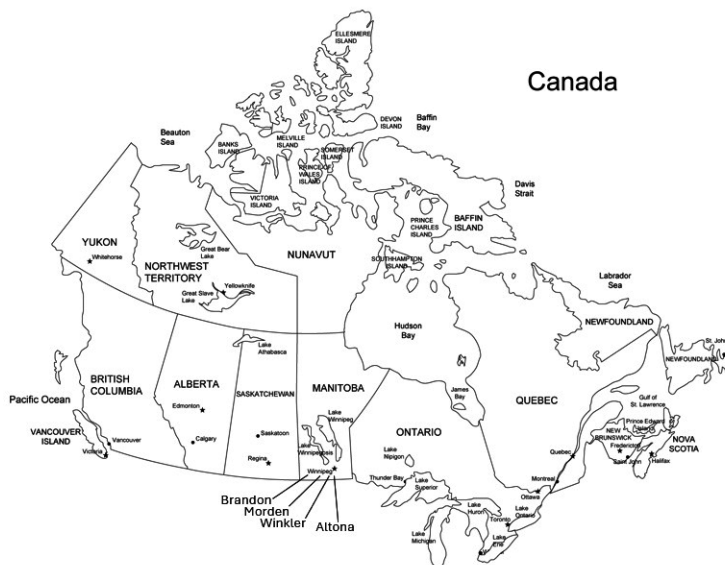 ELLESMERE
ISLAND
Canada
DEVON
ISLAND
Baffin
Bay
Beauton
Sea
BANKS
ISLAND
MELVILLE
ISLAND
SOMERSET
ISLAND
PRINCE OF
WALES
ISLAND
VICTORIA
ISLAND
Davis
Strait
PRINCE
CHARLES
ISLAND
BAFFIN
ISLAND
YUKON
Whitehorse
Great Bear
Lake
NORTHWEST
TERRITORY
Yellowknife
Great Slave
Lake
NUNAVUT
SOUTHHAMPTON
ISLAND
Labrador
Sea
NEWFOUNDLAND
Hudson
Bay
St. John
NEWFOUNDLAND
Lake
Athabasca
BRITISH
COLUMBIA
ALBERTA
SASKATCHEWAN
MANITOBA
James
Bay
QUEBEC
Gulf of
St. Lawrence
Pacific Ocean
Edmonton
Lake
Winnipeg
ONTARIO
Prince Edward
Island
VANCOUVER
ISLAND
Vancouver
Victoria
Calgary
Saskatoon
Regina
Lake
Winnipegosis
Winnipeg
Lake
Nipigon
Thunder Bay
Lake
Superior
Quebec
NEW
BRUNSWICK
Fredericton
Saint John
NOVA
SCOTIA
Halifax
Montreal
Ottawa
Brandon
Morden
Winkler
Altona
Lake
Huron
Toronto
Lake
Ontario
Lake
Michigan
Lake
Erie